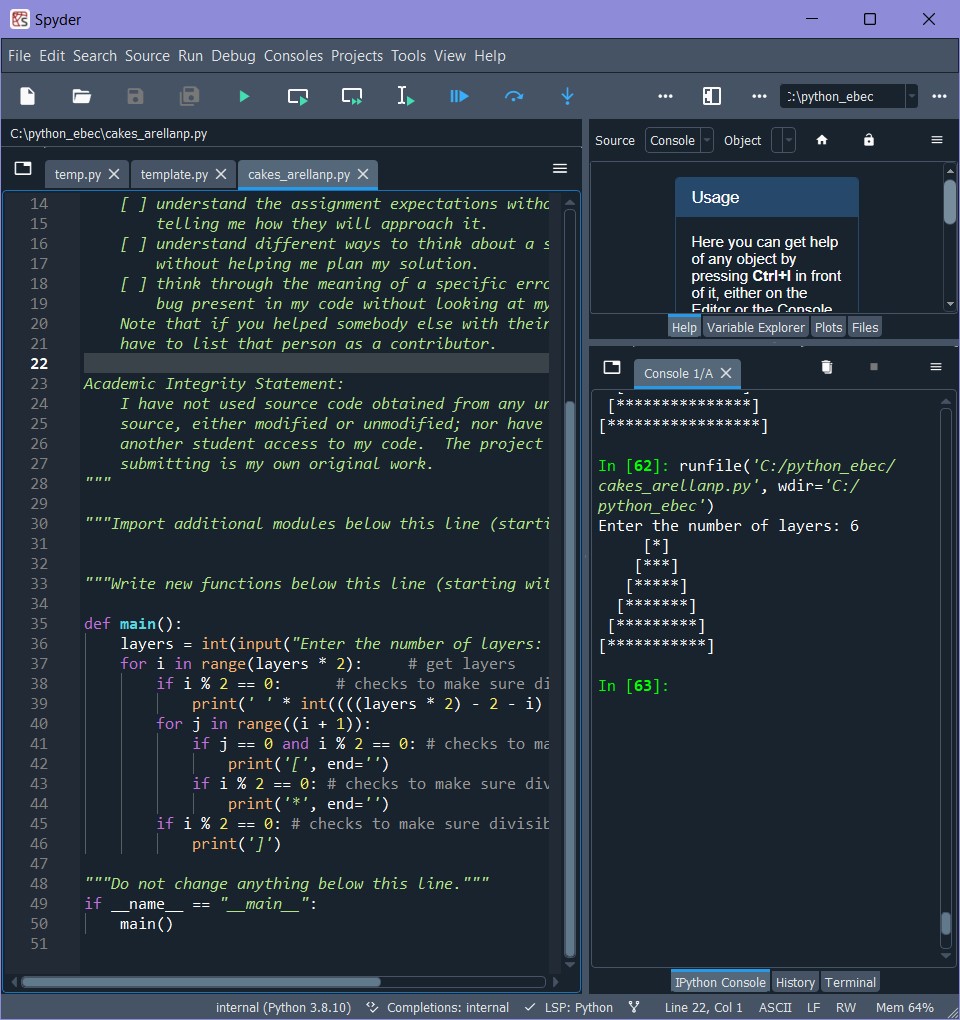 Spyder
File Edit Search Source Run Debug Consoles Projects Tools View Help
C:\python_ebec
C:\python_ebec\cakes_arellanp.py
temp.py
template.py
cakes_arellanp.py
14 [ ] understand the assignment expectations witho
15 telling me how they will approach it.
16 [ ] understand different ways to think about a s
17 without helping me plan my solution.
18 [ ] think through the meaning of a specific erro
19 bug present in my code without looking at my
20 Note that if you helped somebody else with their
21 have to list that person as a contributor.
22
23 Academic Integrity Statement:
24 I have not used source code obtained from any un
25 source, either modified or unmodified; nor have
26 another student access to my code.  The project
27 submitting is my own original work.
28 """
29
30 """Import additional modules below this line (starti
31
32
33 """Write new functions below this line (starting wit
34
35 def main():
36     layers = int(input("Enter the number of layers:
37     for i in range(layers * 2):     # get layers
38         if i % 2 == 0:      # checks to make sure di
39             print(' ' * int((((layers * 2) - 2 - i)
40         for j in range((i + 1)):
41             if j == 0 and i % 2 == 0: # checks to ma
42                 print('[', end='')
43             if i % 2 == 0: # checks to make sure div
44                 print('*', end='')
45         if i % 2 == 0: # checks to make sure divisib
46             print(']')
47
48 """Do not change anything below this line."""
49 if __name__ == "__main__":
50     main()
51
Source Console Object
Usage
Here you can get help
of any object by
pressing Ctrl+I in front
of it, either on the
Editor or the Console
Help Variable Explorer Plots Files
Console 1/A
 [***************]
[*****************]
In [62]: runfile('C:/python_ebec/
cakes_arellanp.py', wdir='C:/
python_ebec')
Enter the number of layers: 6
     [*]
    [***]
   [*****]
  [*******]
 [*********]
[***********]
In [63]:
IPython Console History Terminal
internal (Python 3.8.10) Completions: internal LSP: Python Line 22, Col 1 ASCII LF RW Mem 64%